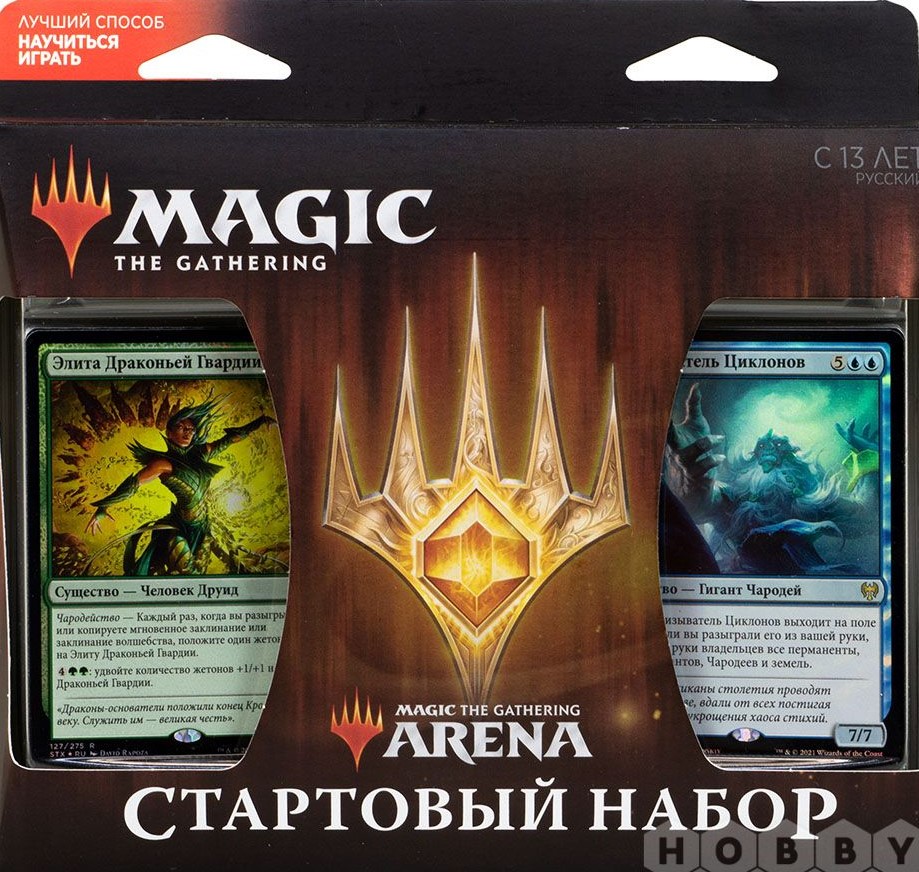 ЛУЧШИЙ СПОСОБ
НАУЧИТЬСЯ
ИГРАТЬ
С 13 ЛЕТ
РУССКИЙ
MAGIC
THE GATHERING
Элита Драконьей Гвардии
Существо — Человек Друид
Чародейство — Каждый раз, когда вы разыгры
или копируете мгновенное заклинание или
заклинание волшебства, положите один жетон
на Элиту Драконьей Гвардии.
4 : удвойте количество жетонов +1/+1 н
Драконьей Гвардии.
«Драконы-основатели положили конец Кро
веку. Служить им — великая честь».
127/275 R
STX • RU DAVID RAPOZA
тель Циклонов 5
во — Гигант Чародей
изыватель Циклонов выходит на поле
ли вы разыграли его из вашей руки,
руки владельцев все перманенты,
нтов, Чародеев и земель.
иканы столетия проводят
е, вдали от всех постигая
укрощения хаоса стихий.
7/7
™ & © 2021 Wizards of the Coast
MAGIC THE GATHERING
ARENA
СТАРТОВЫЙ НАБОР
HOBBY